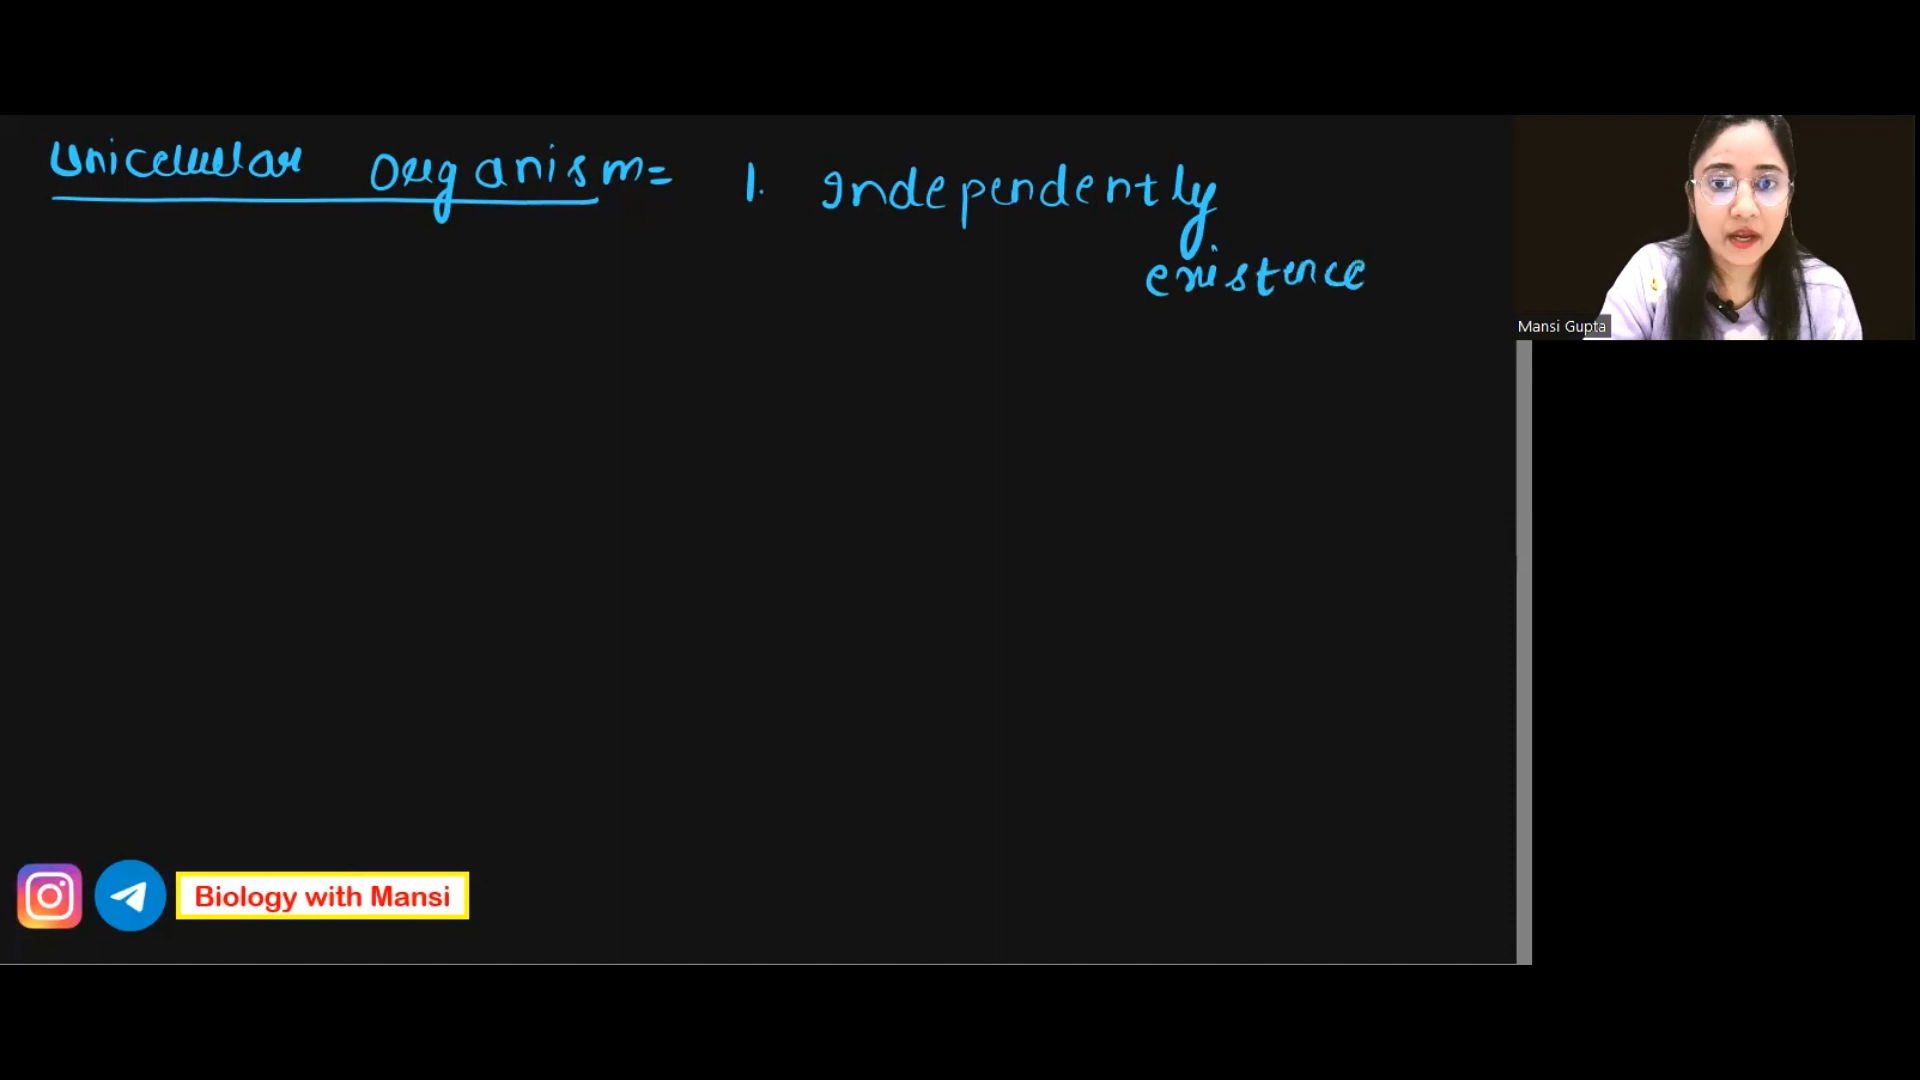 Unicellular Organism= 1. Independently
existence
Mansi Gupta
Biology with Mansi